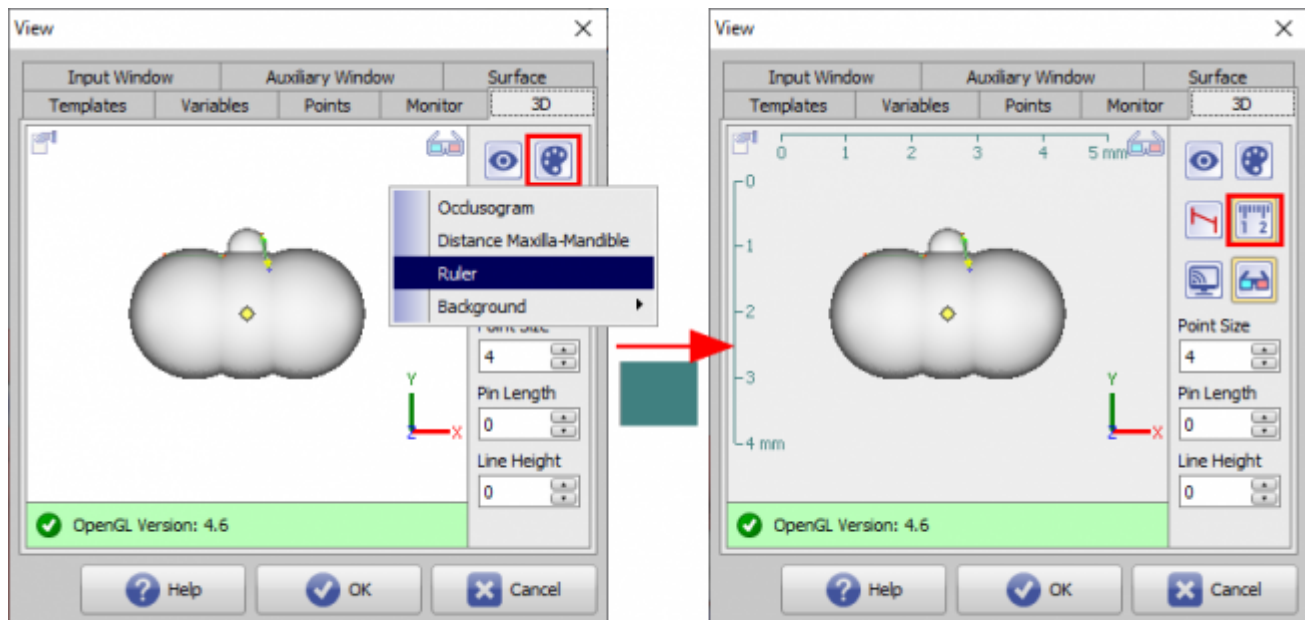 View
Input Window Auxiliary Window Surface
Templates Variables Points Monitor 3D
Occlusogram
Distance Maxilla-Mandible
Ruler
Background
Point Size
4
Pin Length
0
Line Height
0
Y
Z X
OpenGL Version: 4.6
Help OK Cancel
View
Input Window Auxiliary Window Surface
Templates Variables Points Monitor 3D
0 1 2 3 4 5 mm
0
1
2
3
4 mm
1 2
Point Size
4
Pin Length
0
Line Height
0
Y
Z X
OpenGL Version: 4.6
Help OK Cancel